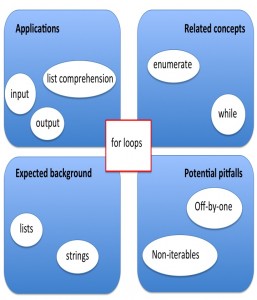 Applications
list comprehension
input
output
Related concepts
enumerate
while
for loops
Expected background
lists
strings
Potential pitfalls
Off-by-one
Non-iterables